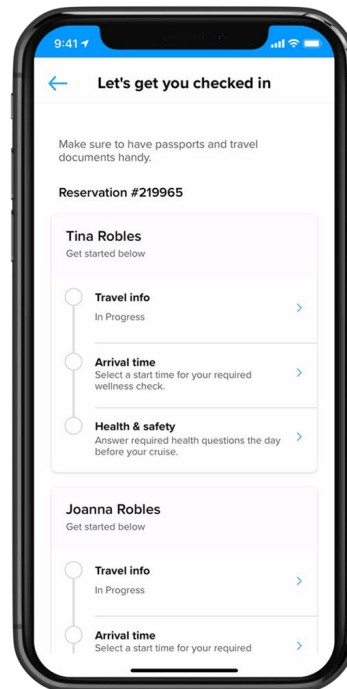 9:41
Let's get you checked in
Make sure to have passports and travel
documents handy.
Reservation #219965
Tina Robles
Get started below
Travel info
In Progress
Arrival time
Select a start time for your required
wellness check.
Health & safety
Answer required health questions the day
before your cruise.
Joanna Robles
Get started below
Travel info
In Progress
Arrival time
Select a start time for your required